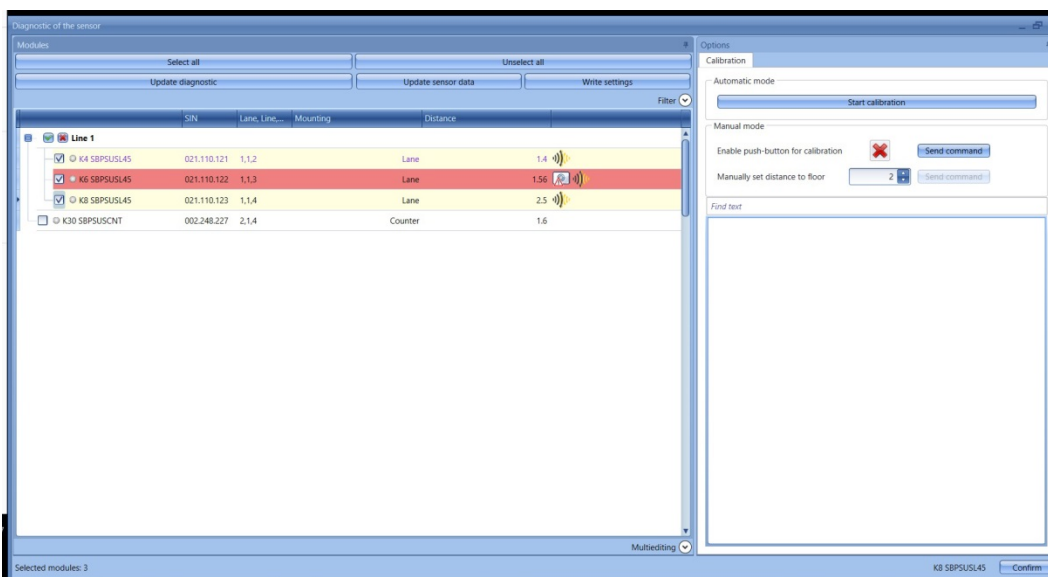 Diagnostic of the sensor
Modules
Select all Unselect all
Update diagnostic Update sensor data Write settings
Filter
SIN Lane, Line,... Mounting Distance
Line 1
K4 SBPSUSL45 021.110.121 1,1,2 Lane 1.4
K6 SBPSUSL45 021.110.122 1,1,3 Lane 1.56
K8 SBPSUSL45 021.110.123 1,1,4 Lane 2.5
K30 SBPSUSCNT 002.248.227 2,1,4 Counter 1.6
Multiediting
Selected modules: 3
Options
Calibration
Automatic mode
Start calibration
Manual mode
Enable push-button for calibration Send command
Manually set distance to floor 2 Send command
Find text
K8 SBPSUSL45 Confirm